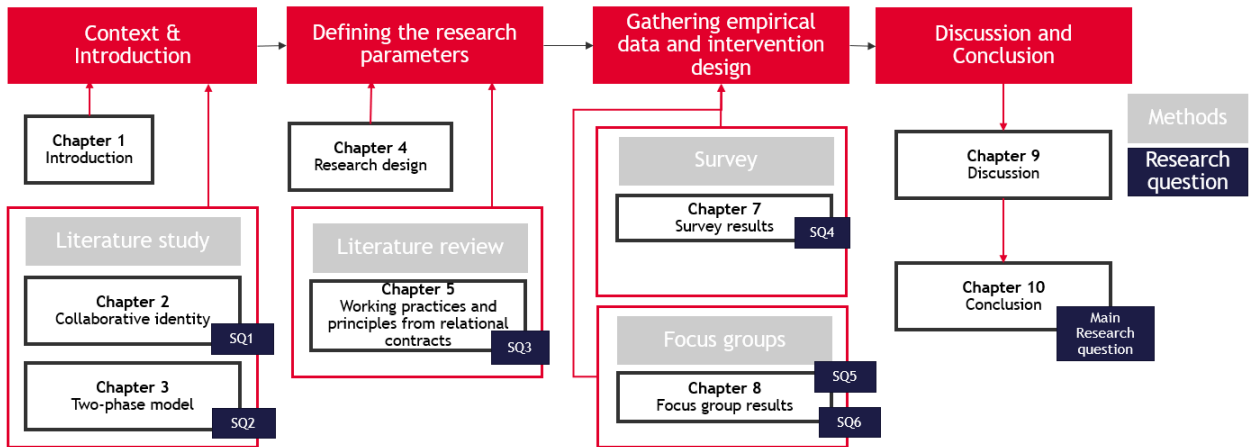 Context &
Introduction
Defining the research
parameters
Gathering empirical
data and intervention
design
Discussion and
Conclusion
Chapter 1
Introduction
Literature study
Chapter 2
Collaborative identity
SQ1
Chapter 3
Two-phase model
SQ2
Chapter 4
Research design
Literature review
Chapter 5
Working practices and
principles from relational
contracts
SQ3
Survey
Chapter 7
Survey results
SQ4
Focus groups
SQ5
Chapter 8
Focus group results
SQ6
Chapter 9
Discussion
Chapter 10
Conclusion
Main
Research
question
Methods
Research
question